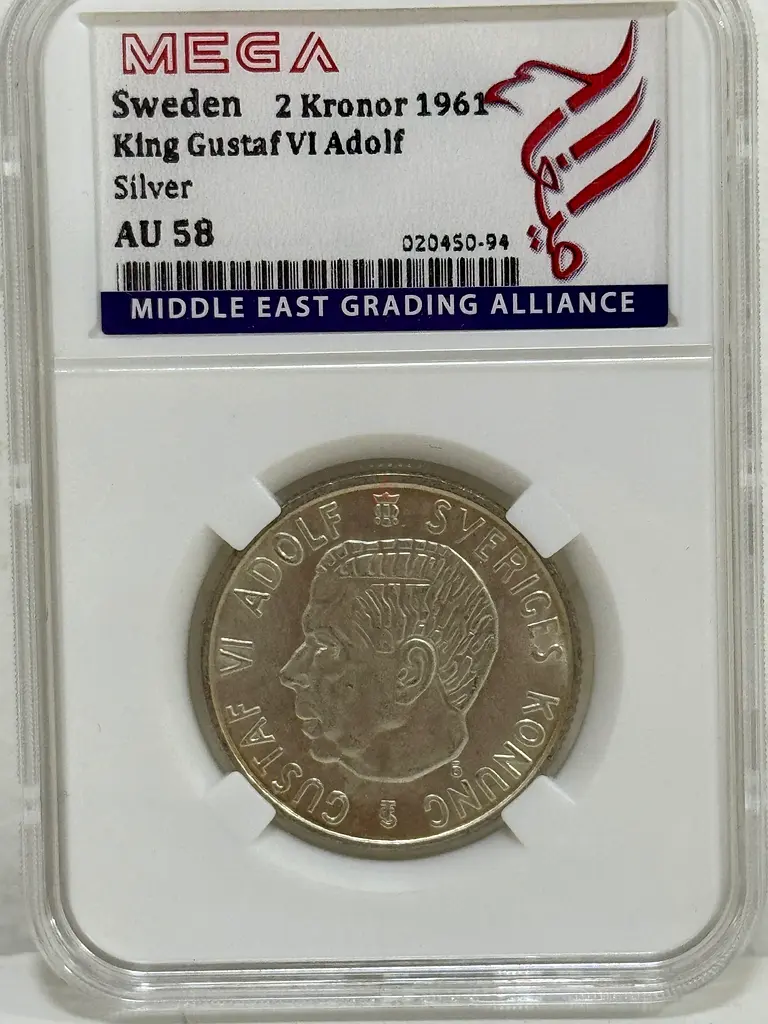 MEGA
Sweden 2 Kronor 1961
King Gustaf VI Adolf
Silver
AU 58
020450-94
MIDDLE EAST GRADING ALLIANCE
GUSTAF VI ADOLF SVERIGES KONUNG
TS